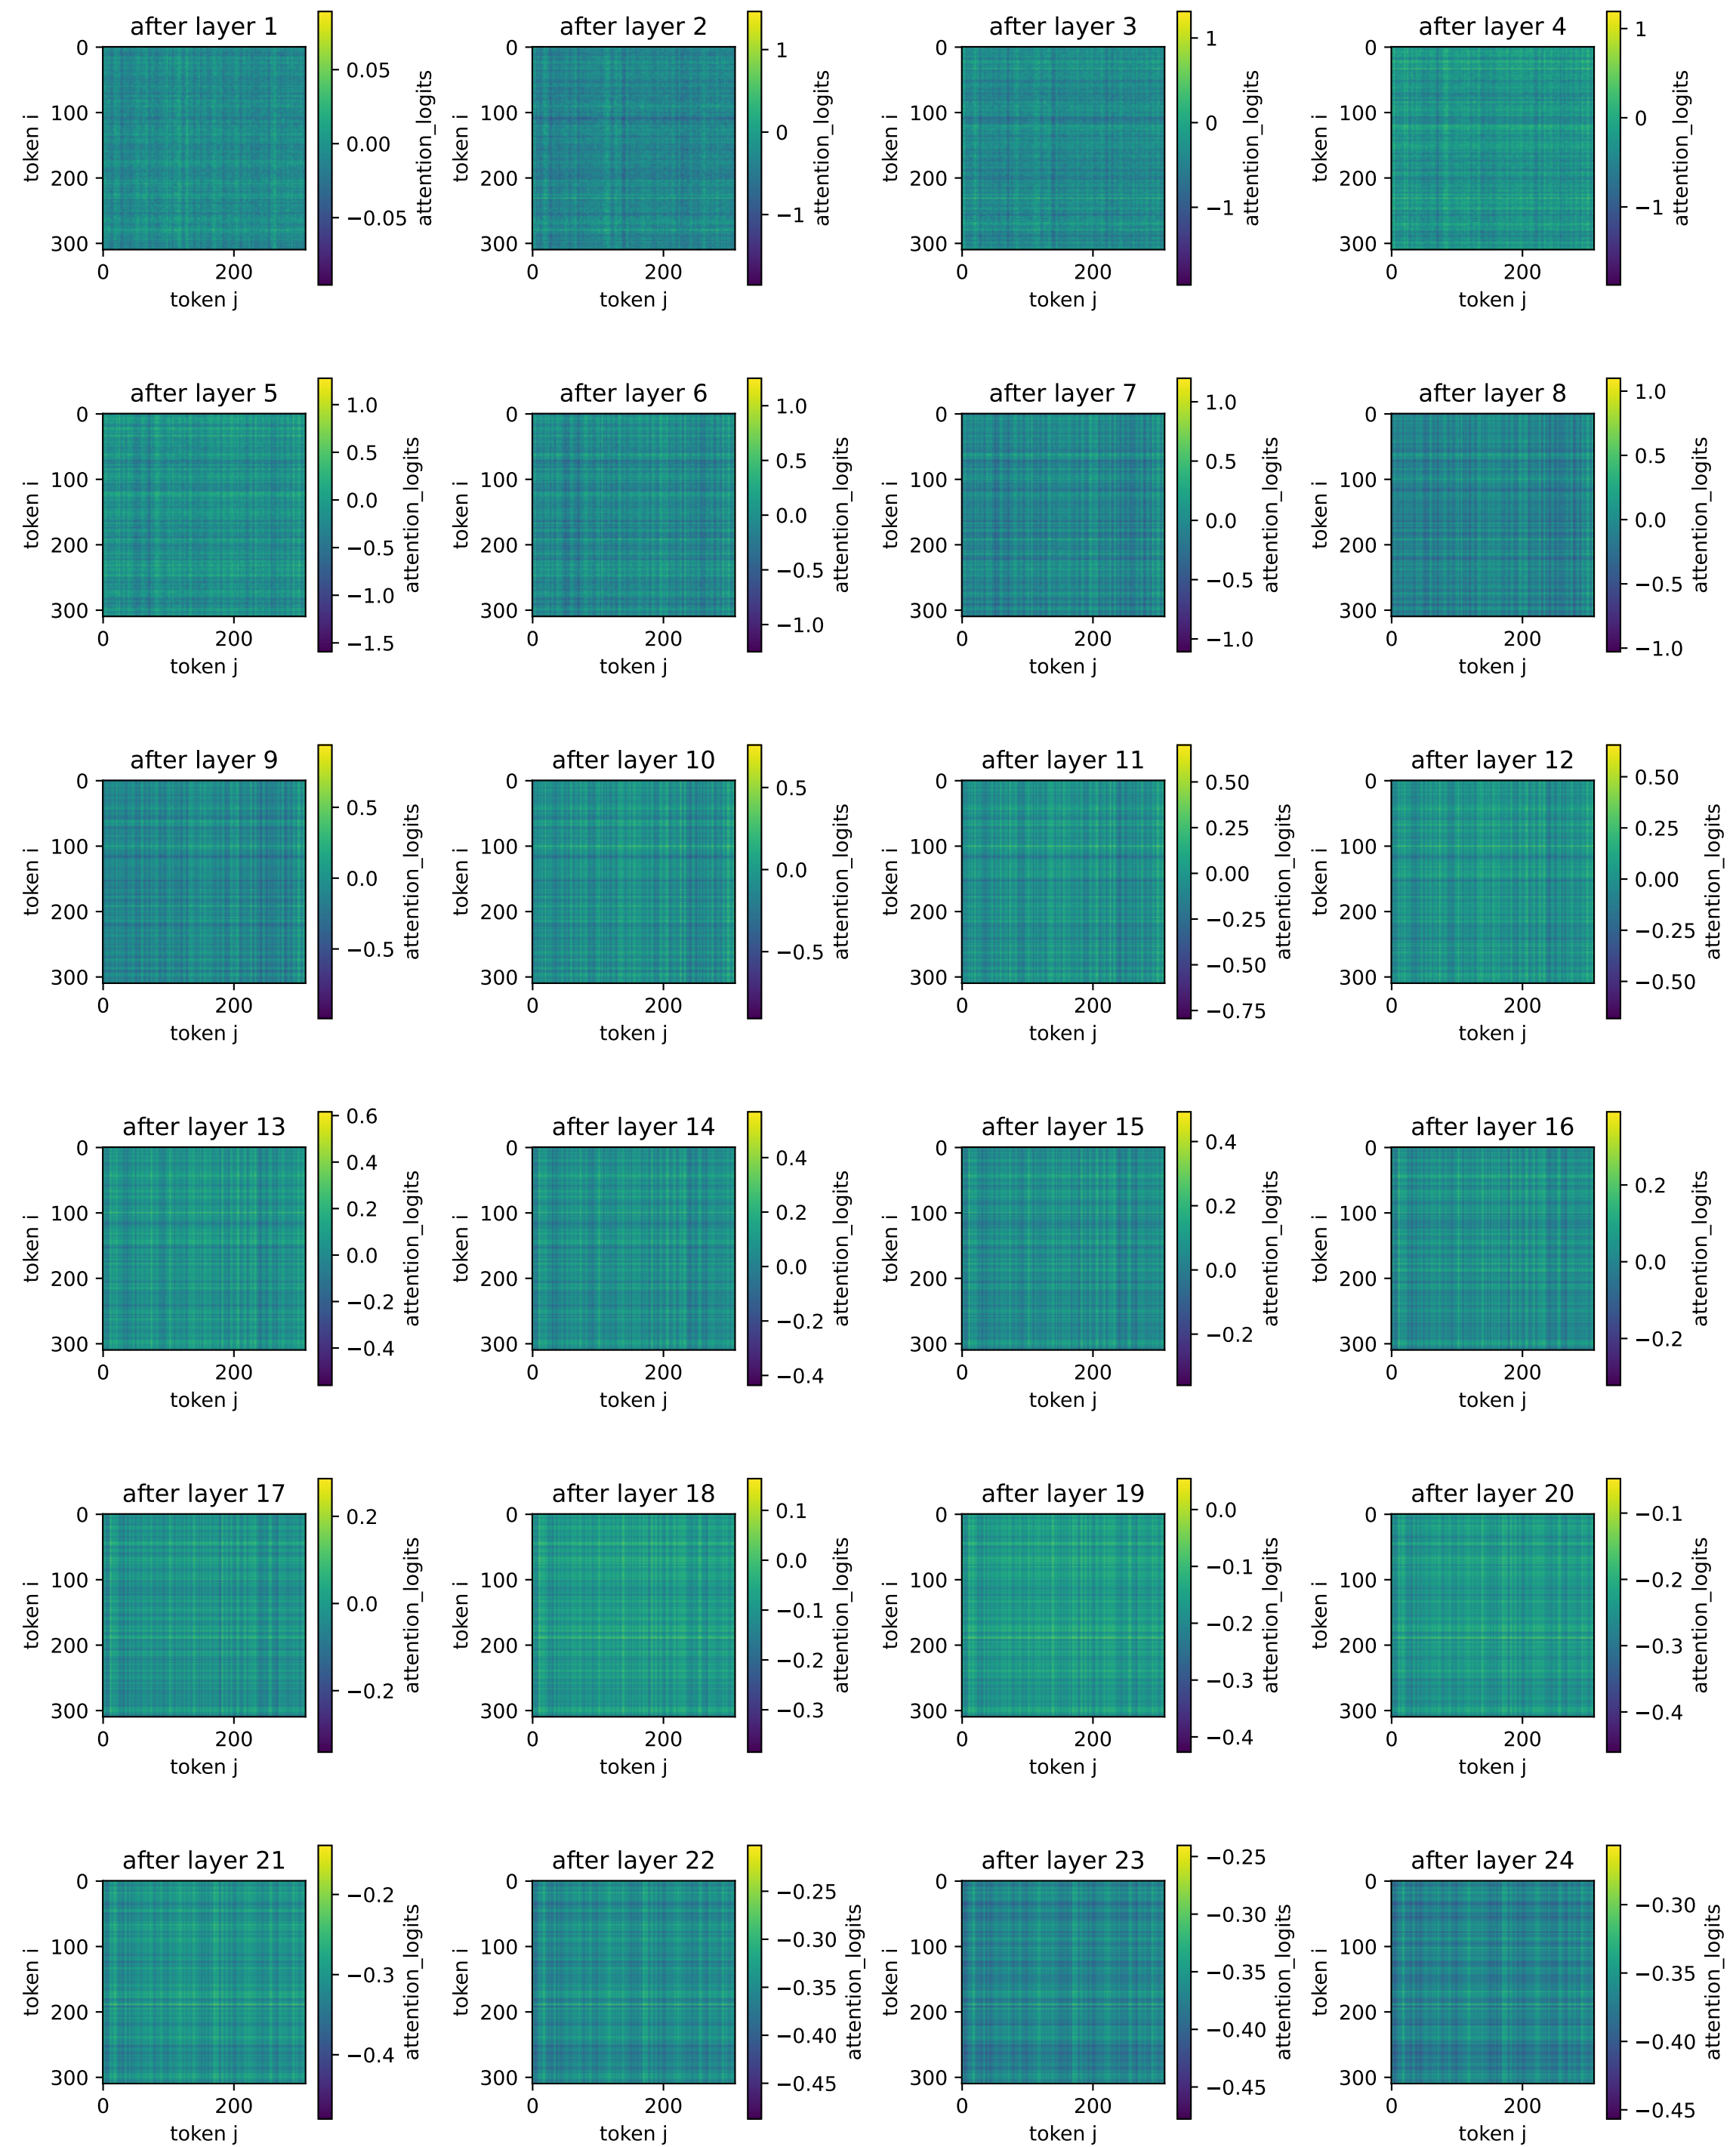 after layer 1
0
100
200
300
token i
0
200
token j
0.05
0.00
−0.05
attention_logits
after layer 2
0
100
200
300
token i
0
200
token j
1
0
−1
attention_logits
after layer 3
0
100
200
300
token i
0
200
token j
1
0
−1
attention_logits
after layer 4
0
100
200
300
token i
0
200
token j
1
0
−1
attention_logits
after layer 5
0
100
200
300
token i
0
200
token j
1.0
0.5
0.0
−0.5
−1.0
−1.5
attention_logits
after layer 6
0
100
200
300
token i
0
200
token j
1.0
0.5
0.0
−0.5
−1.0
attention_logits
after layer 7
0
100
200
300
token i
0
200
token j
1.0
0.5
0.0
−0.5
−1.0
attention_logits
after layer 8
0
100
200
300
token i
0
200
token j
1.0
0.5
0.0
−0.5
−1.0
attention_logits
after layer 9
0
100
200
300
token i
0
200
token j
0.5
0.0
−0.5
attention_logits
after layer 10
0
100
200
300
token i
0
200
token j
0.5
0.0
−0.5
attention_logits
after layer 11
0
100
200
300
token i
0
200
token j
0.50
0.25
0.00
−0.25
−0.50
−0.75
attention_logits
after layer 12
0
100
200
300
token i
0
200
token j
0.50
0.25
0.00
−0.25
−0.50
attention_logits
after layer 13
0
100
200
300
token i
0
200
token j
0.6
0.4
0.2
0.0
−0.2
−0.4
attention_logits
after layer 14
0
100
200
300
token i
0
200
token j
0.4
0.2
0.0
−0.2
−0.4
attention_logits
after layer 15
0
100
200
300
token i
0
200
token j
0.4
0.2
0.0
−0.2
attention_logits
after layer 16
0
100
200
300
token i
0
200
token j
0.2
0.0
−0.2
attention_logits
after layer 17
0
100
200
300
token i
0
200
token j
0.2
0.0
−0.2
attention_logits
after layer 18
0
100
200
300
token i
0
200
token j
0.1
0.0
−0.1
−0.2
−0.3
attention_logits
after layer 19
0
100
200
300
token i
0
200
token j
0.0
−0.1
−0.2
−0.3
−0.4
attention_logits
after layer 20
0
100
200
300
token i
0
200
token j
−0.1
−0.2
−0.3
−0.4
attention_logits
after layer 21
0
100
200
300
token i
0
200
token j
−0.2
−0.3
−0.4
attention_logits
after layer 22
0
100
200
300
token i
0
200
token j
−0.25
−0.30
−0.35
−0.40
−0.45
attention_logits
after layer 23
0
100
200
300
token i
0
200
token j
−0.25
−0.30
−0.35
−0.40
−0.45
attention_logits
after layer 24
0
100
200
300
token i
0
200
token j
−0.30
−0.35
−0.40
−0.45
attention_logits